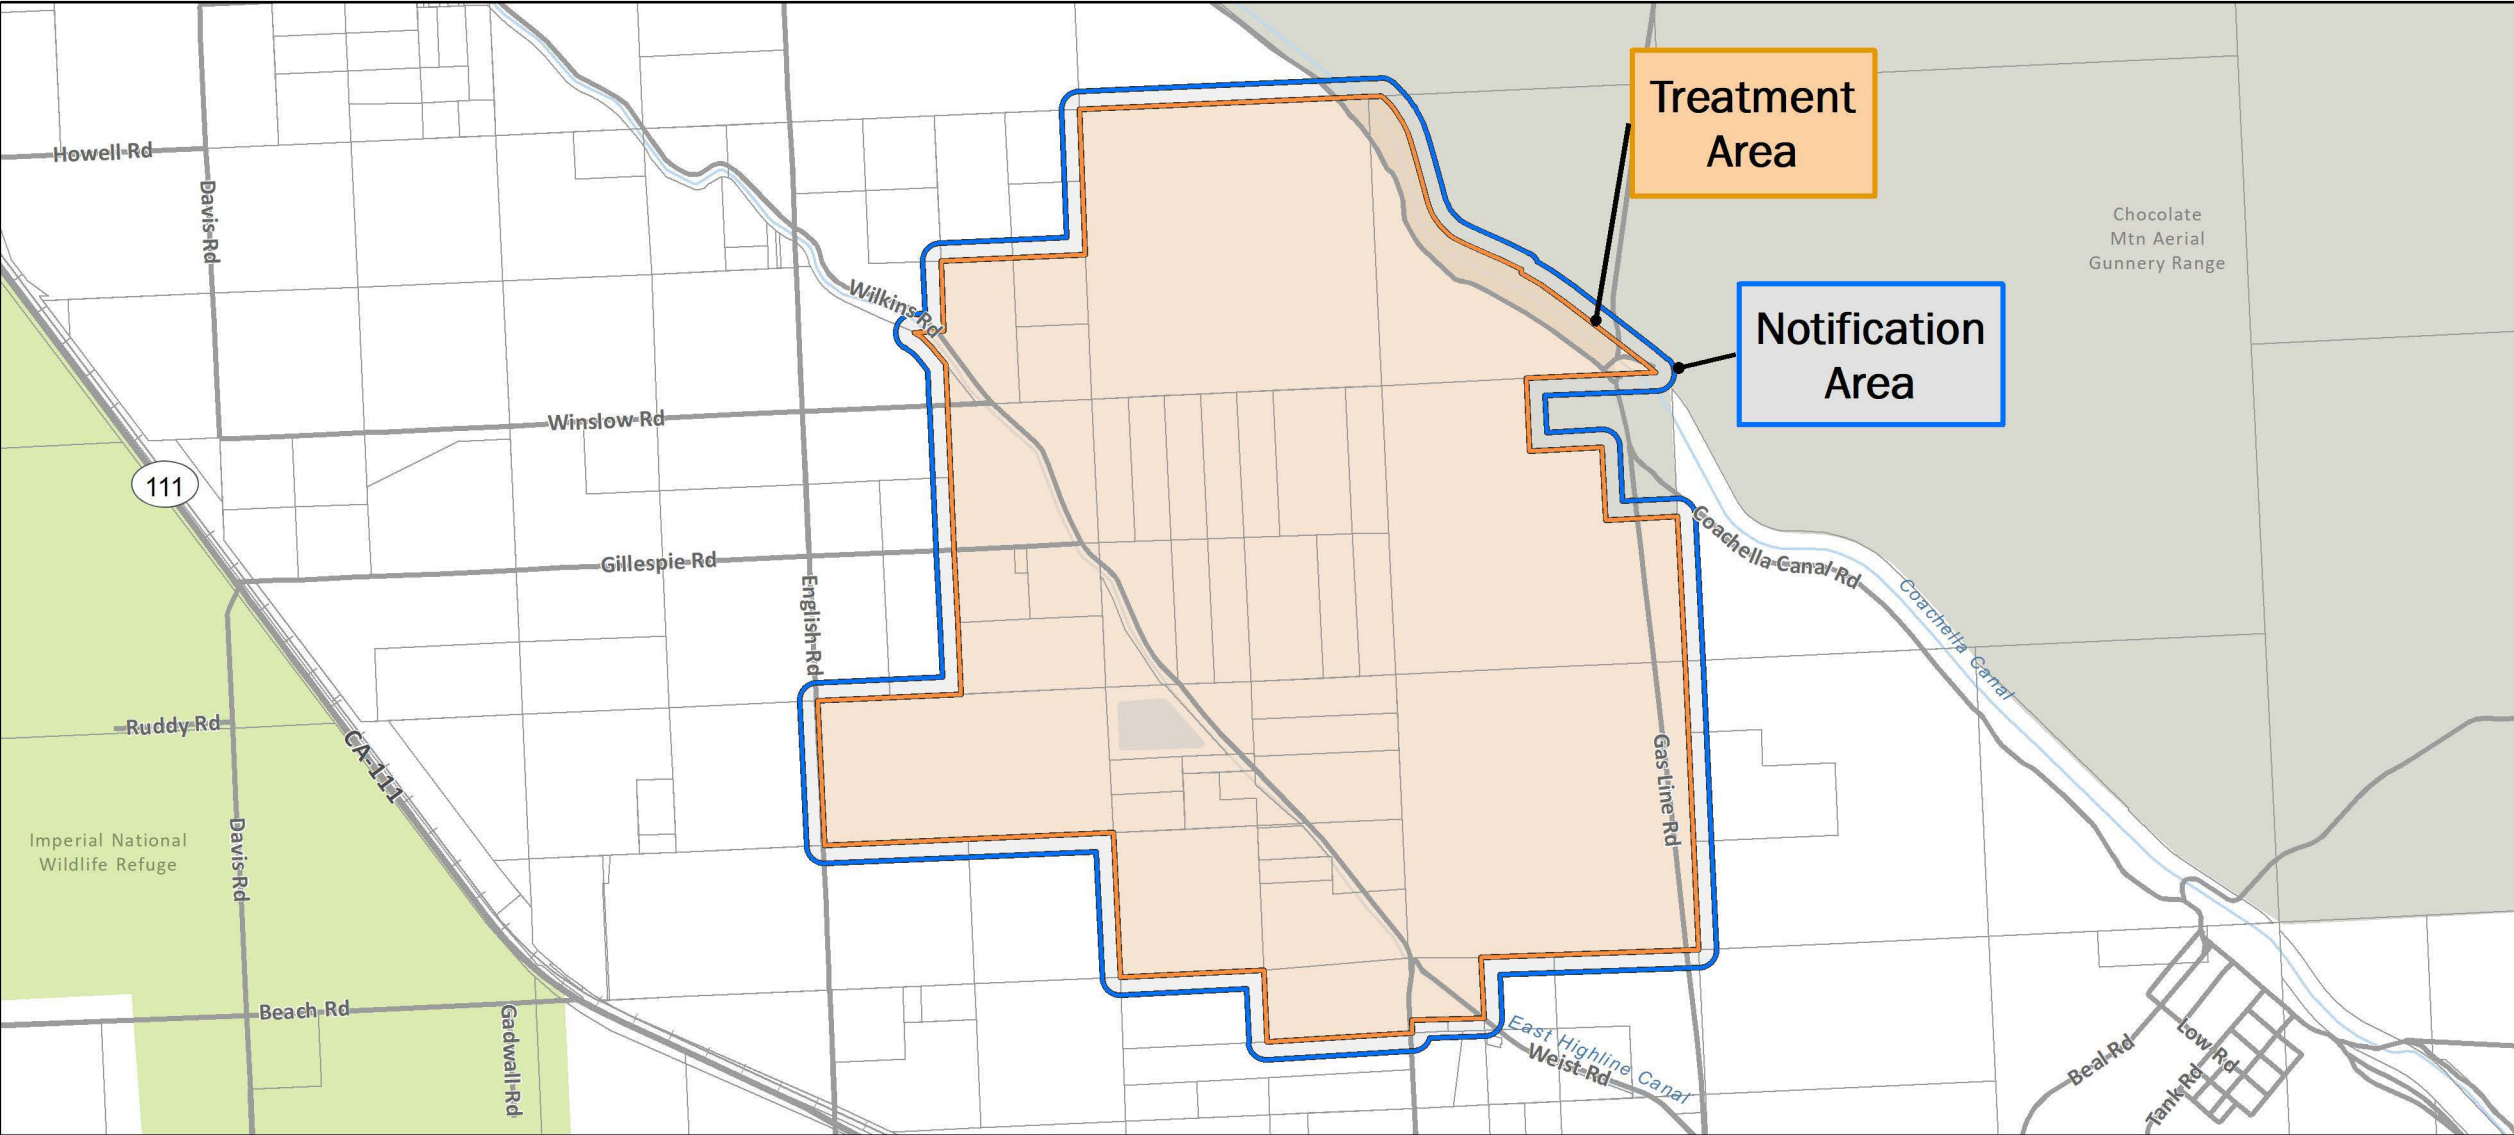 Treatment
Area
Notification
Area
Chocolate
Mtn Aerial
Gunnery Range
Howell Rd
Davis Rd
Wilkins Rd
Winslow Rd
111
Gillespie Rd
English Rd
Coachella Canal Rd
Coachella Canal
Ruddy Rd
CA-111
Gas Line Rd
Imperial National
Wildlife Refuge
Davis Rd
Beach Rd
Gadwall Rd
East Highline Canal
Weist Rd
Beal Rd
Low Rd
Tank Rd